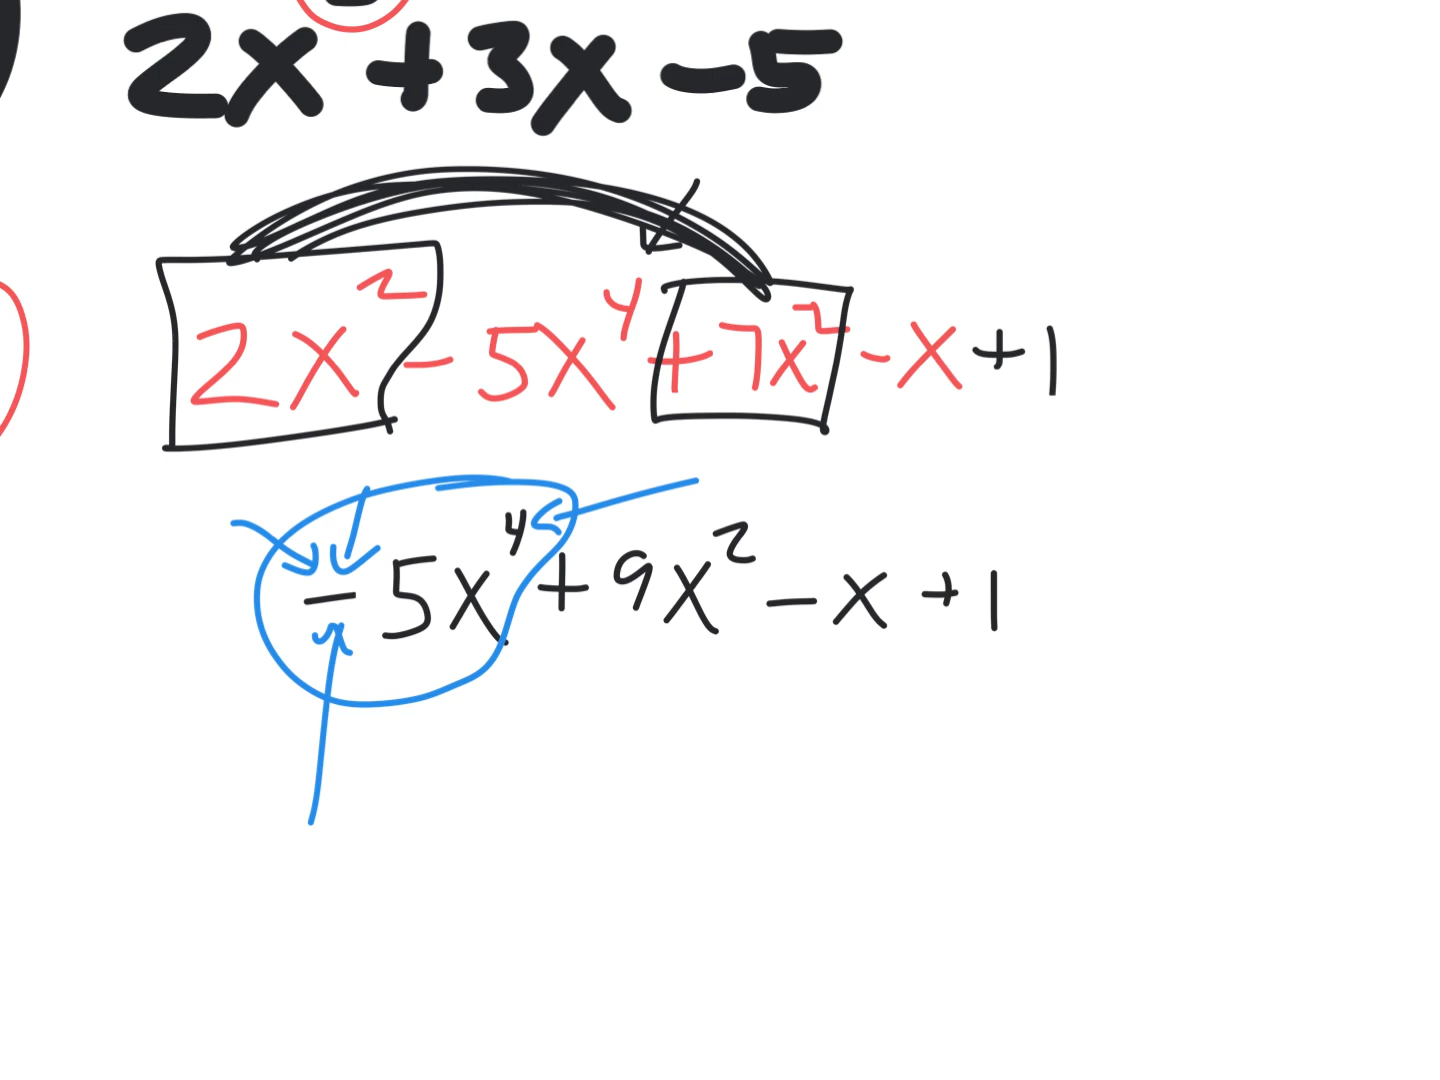 2x + 3x - 5
2x² - 5x⁴ + 7x² - x + 1
- 5x⁴ + 9x² - x + 1